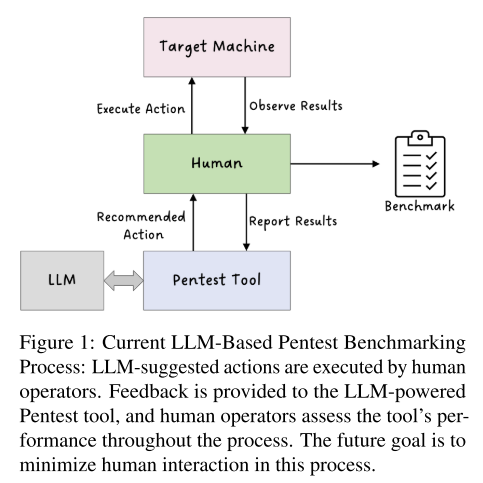 Target Machine
Execute Action
Observe Results
Human
Benchmark
Recommended
Action
Report Results
LLM
Pentest Tool
Figure 1: Current LLM-Based Pentest Benchmarking
Process: LLM-suggested actions are executed by human
operators. Feedback is provided to the LLM-powered
Pentest tool, and human operators assess the tool's per-
formance throughout the process. The future goal is to
minimize human interaction in this process.